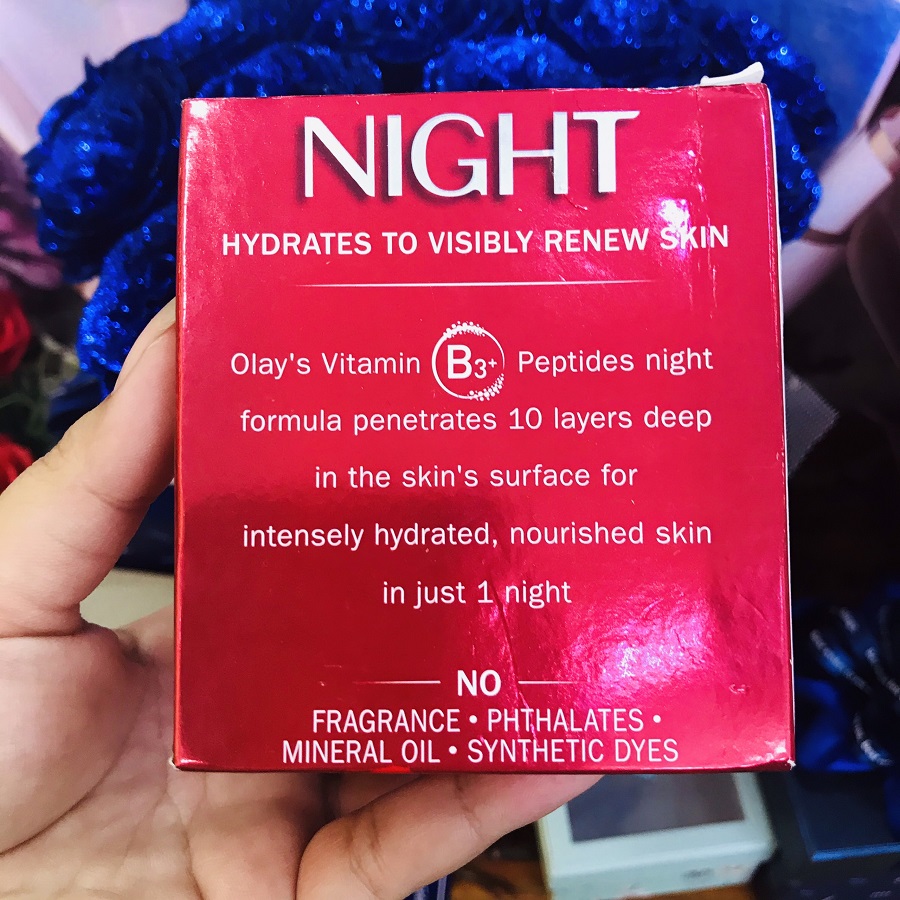 NIGHT
HYDRATES TO VISIBLY RENEW SKIN
Olay's Vitamin B3+ Peptides night
formula penetrates 10 layers deep
in the skin's surface for
intensely hydrated, nourished skin
in just 1 night
NO
FRAGRANCE • PHTHALATES •
MINERAL OIL • SYNTHETIC DYES